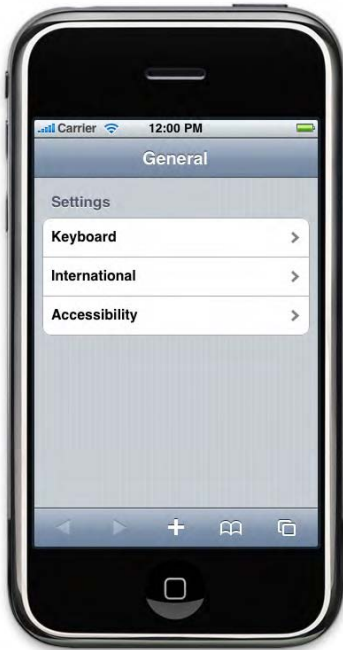 Carrier 12:00 PM
General
Settings
Keyboard
International
Accessibility